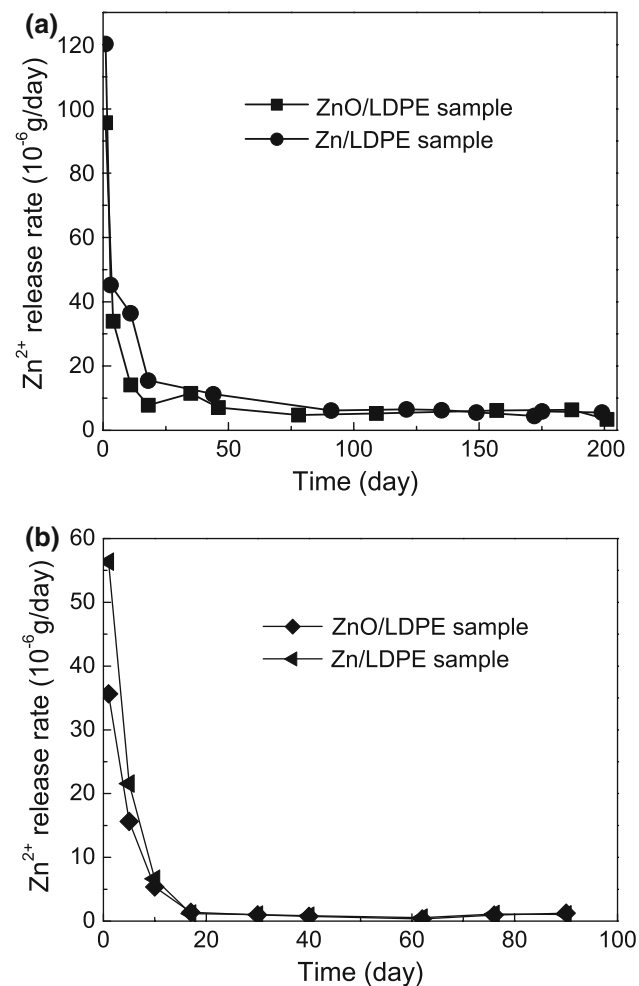 (a)
120
100
80
60
40
20
0
Zn²⁺ release rate (10⁻⁶g/day)
ZnO/LDPE sample
Zn/LDPE sample
0 50 100 150 200
Time (day)
(b)
60
50
40
30
20
10
0
Zn²⁺ release rate (10⁻⁶g/day)
ZnO/LDPE sample
Zn/LDPE sample
0 20 40 60 80 100
Time (day)